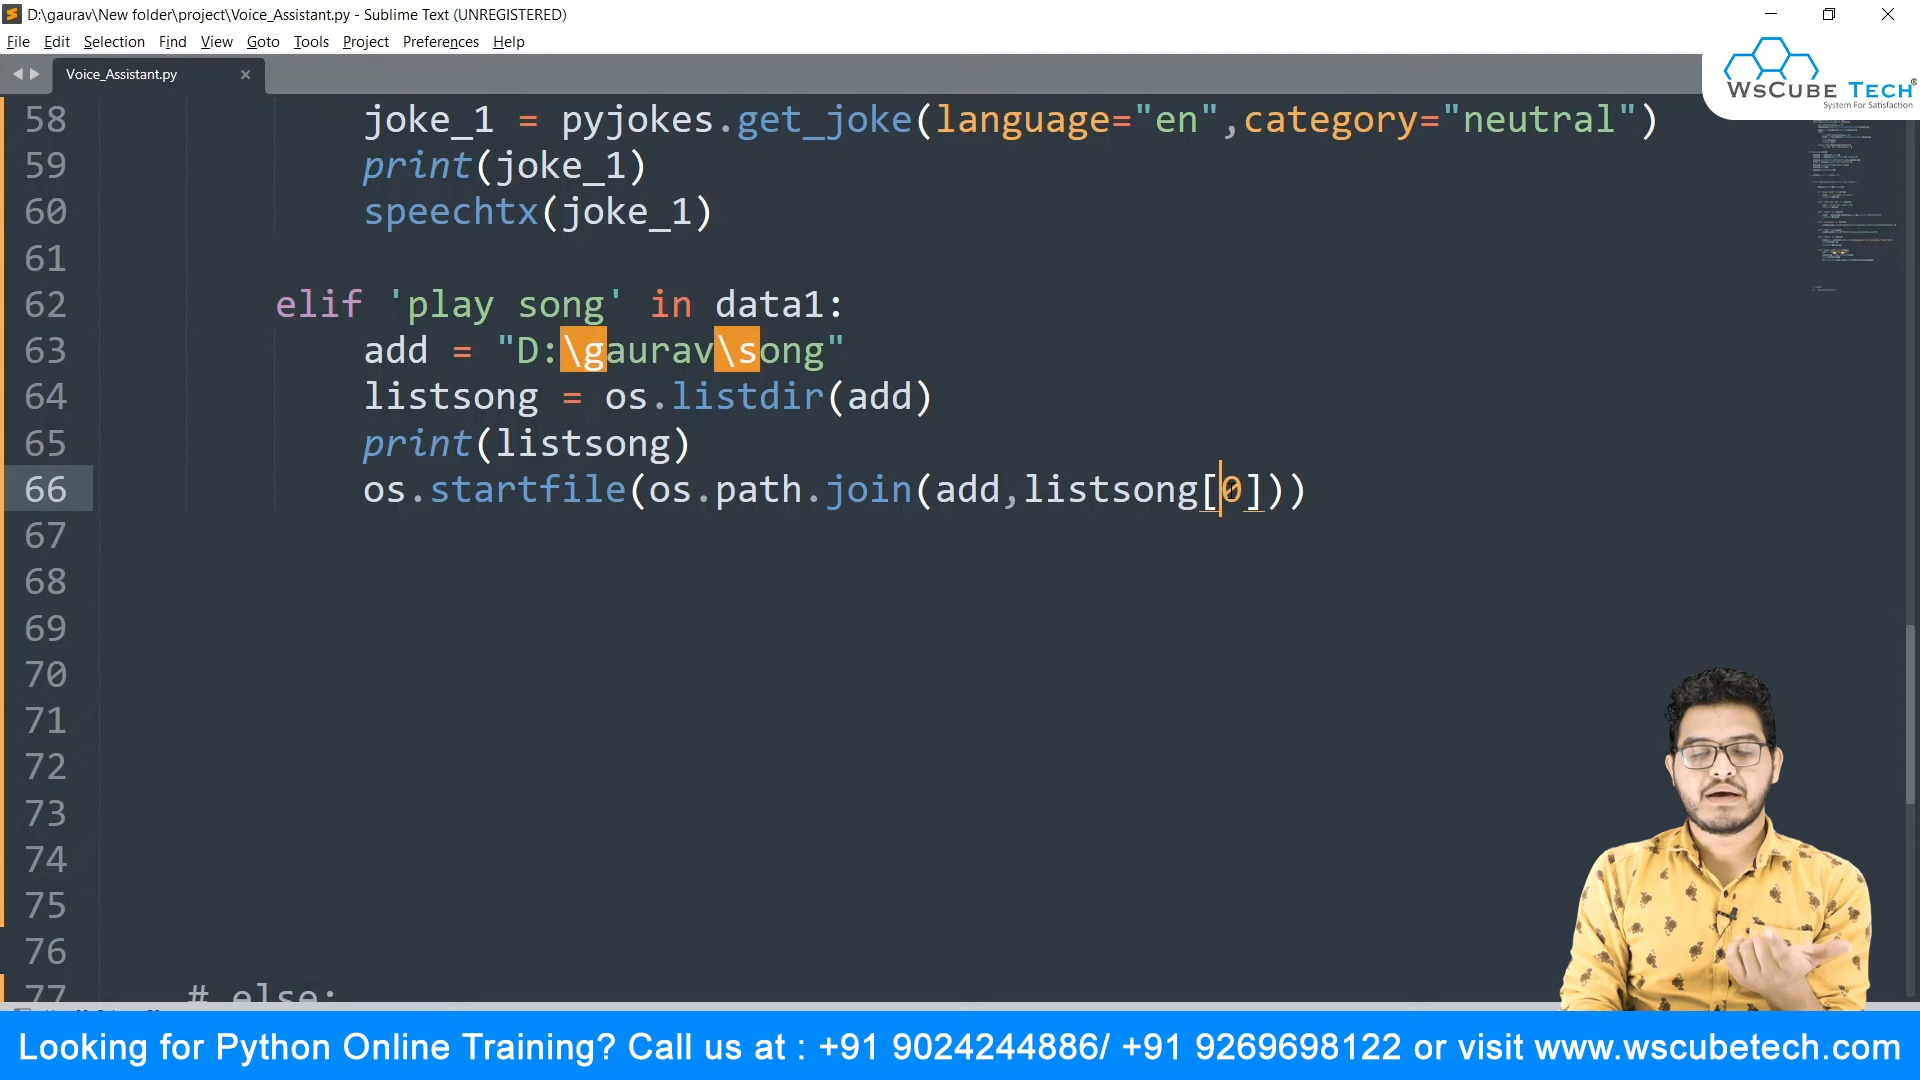 D:\gaurav\New folder\project\Voice_Assistant.py - Sublime Text (UNREGISTERED)
File Edit Selection Find View Goto Tools Project Preferences Help
Voice_Assistant.py
WsCube Tech
System For Satisfaction
58 joke_1 = pyjokes.get_joke(language="en",category="neutral")
59 print(joke_1)
60 speechtx(joke_1)
61
62 elif 'play song' in data1:
63 add = "D:\gaurav\song"
64 listsong = os.listdir(add)
65 print(listsong)
66 os.startfile(os.path.join(add,listsong[0]))
67
68
69
70
71
72
73
74
75
76
77 # else:
Looking for Python Online Training? Call us at : +91 9024244886/ +91 9269698122 or visit www.wscubetech.com